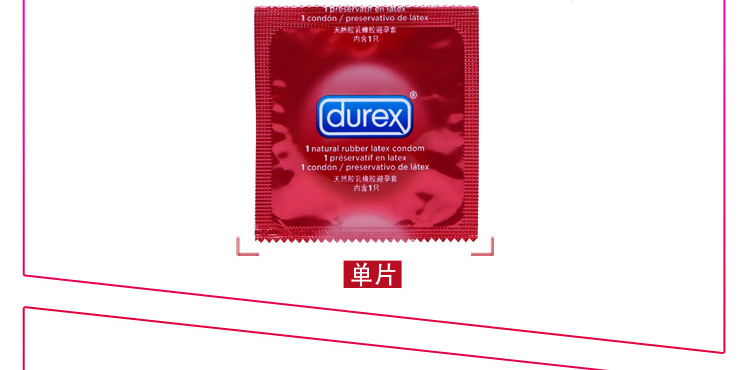 1 préservatif en latex
1 condón / preservativo de látex
天然胶乳橡胶避孕套
内含1只
durex®
1 natural rubber latex condom
1 préservatif en latex
1 condón / preservativo de látex
天然胶乳橡胶避孕套
内含1只
单片